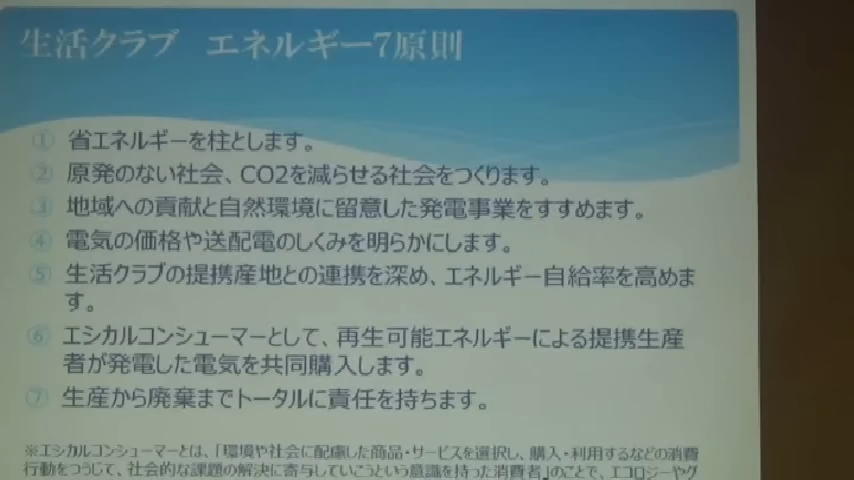 生活クラブ　エネルギー7原則
① 省エネルギーを柱とします。
② 原発のない社会、CO2を減らせる社会をつくります。
③ 地域への貢献と自然環境に留意した発電事業をすすめます。
④ 電気の価格や送配電のしくみを明らかにします。
⑤ 生活クラブの提携産地との連携を深め、エネルギー自給率を高めま
す。
⑥ エシカルコンシューマーとして、再生可能エネルギーによる提携生産
者が発電した電気を共同購入します。
⑦ 生産から廃棄までトータルに責任を持ちます。
※エシカルコンシューマーとは、「環境や社会に配慮した商品・サービスを選択し、購入・利用するなどの消費
行動をつうじて、社会的な課題の解決に寄与していこうという意識を持った消費者」のことで、エコロジーやグ